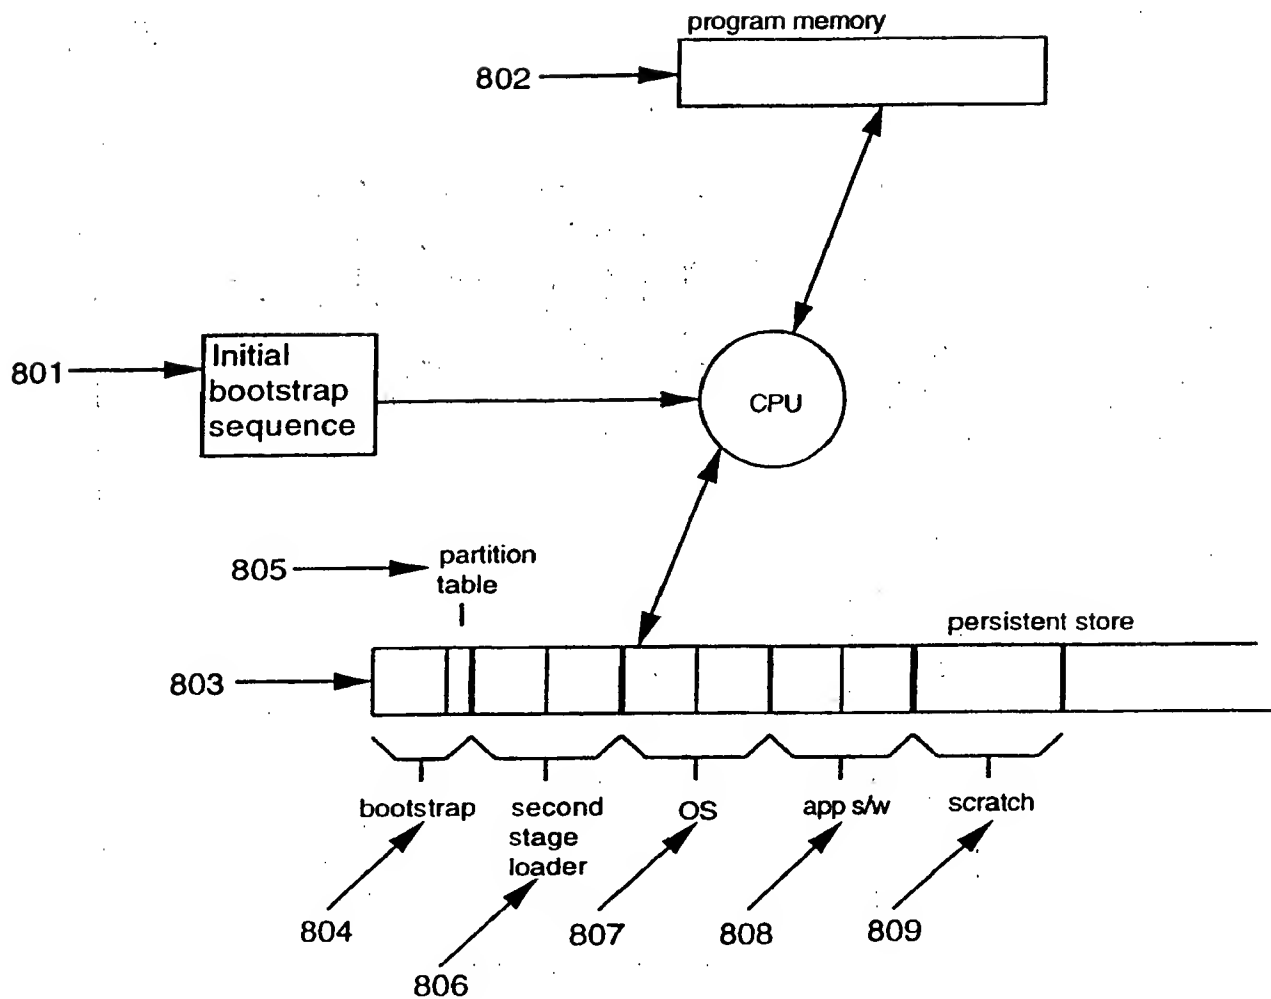 program memory
802
801
Initial
bootstrap
sequence
CPU
805
partition
table
persistent store
803
bootstrap
second
stage
loader
OS
app s/w
scratch
804
806
807
808
809